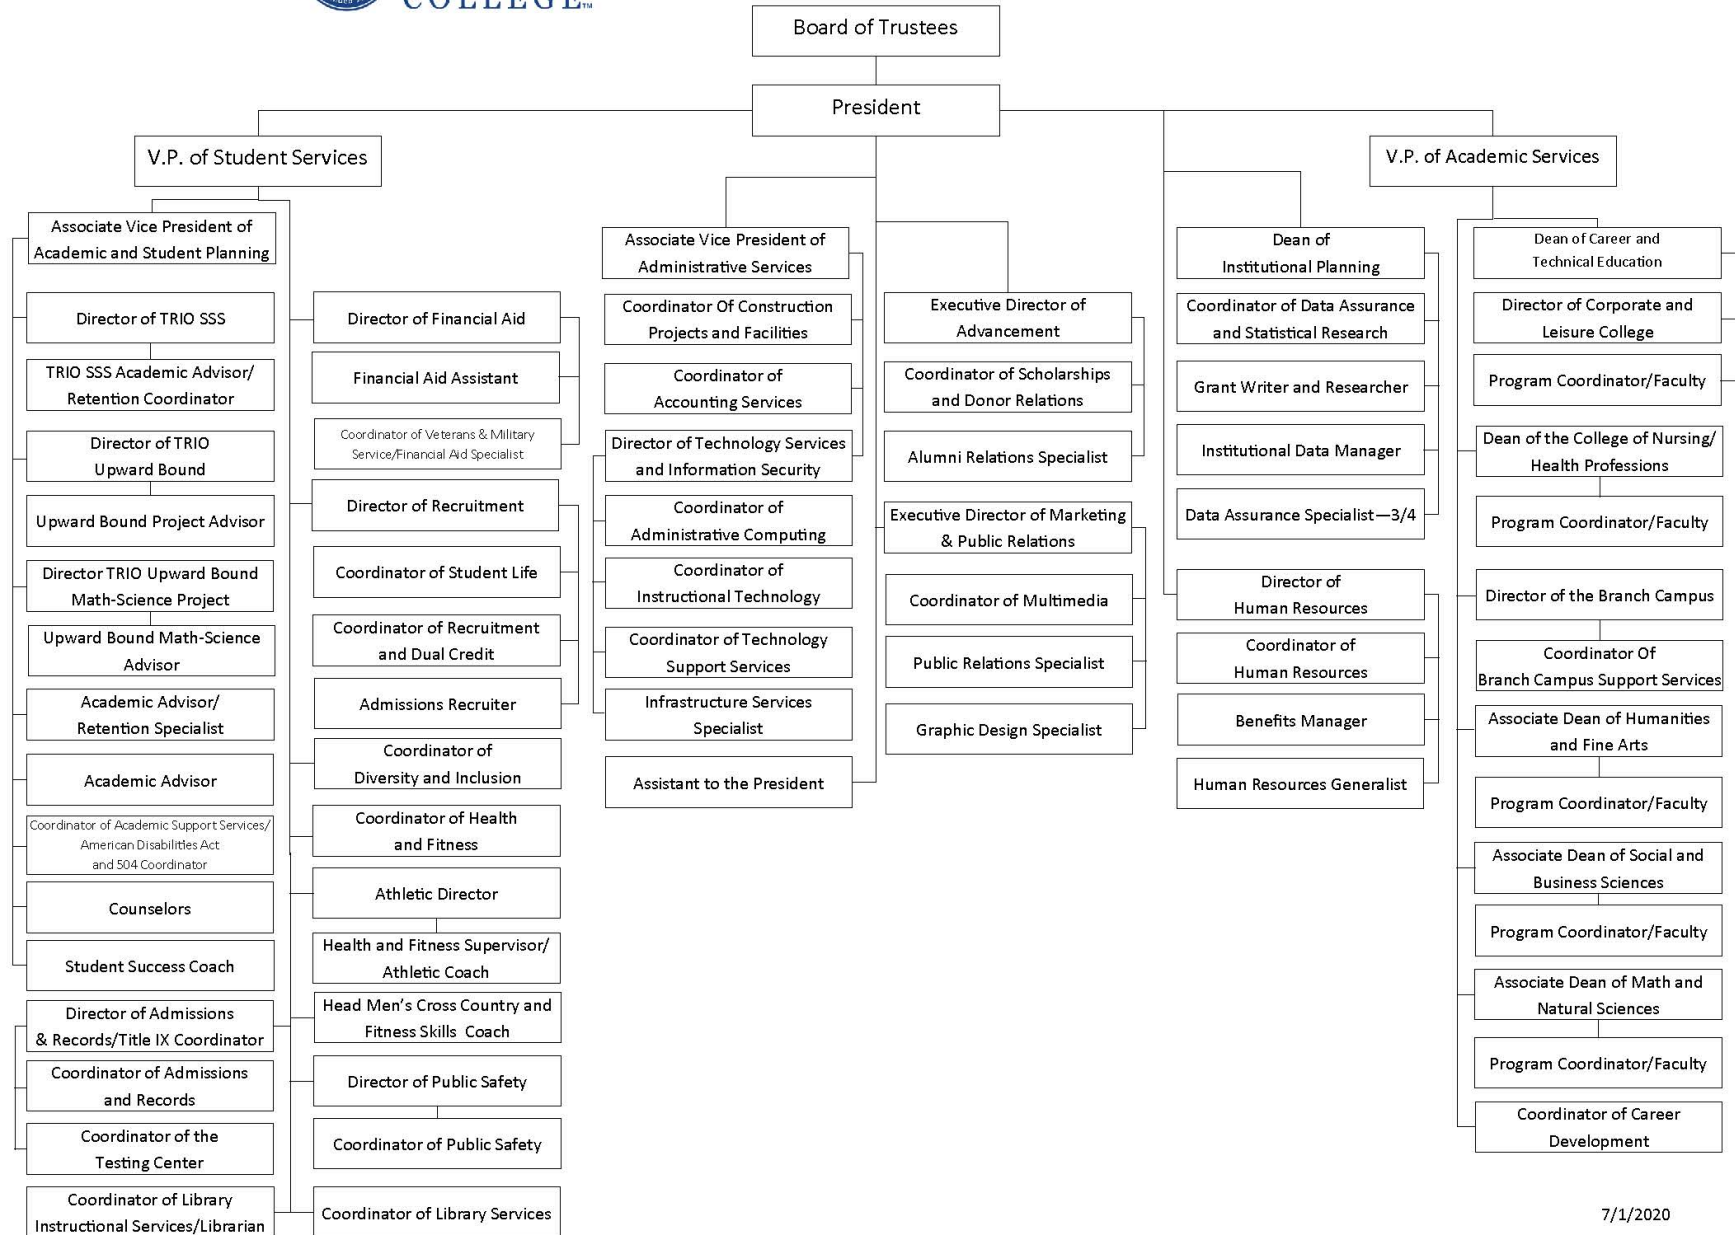 COLLEGE™
Board of Trustees
President
V.P. of Student Services
V.P. of Academic Services
Associate Vice President of
Academic and Student Planning
Director of TRIO SSS
TRIO SSS Academic Advisor/
Retention Coordinator
Director of TRIO
Upward Bound
Upward Bound Project Advisor
Director TRIO Upward Bound
Math-Science Project
Upward Bound Math-Science
Advisor
Academic Advisor/
Retention Specialist
Academic Advisor
Coordinator of Academic Support Services/
American Disabilities Act
and 504 Coordinator
Counselors
Student Success Coach
Director of Admissions
& Records/Title IX Coordinator
Coordinator of Admissions
and Records
Coordinator of the
Testing Center
Coordinator of Library
Instructional Services/Librarian
Director of Financial Aid
Financial Aid Assistant
Coordinator of Veterans & Military
Service/Financial Aid Specialist
Director of Recruitment
Coordinator of Student Life
Coordinator of Recruitment
and Dual Credit
Admissions Recruiter
Coordinator of
Diversity and Inclusion
Coordinator of Health
and Fitness
Athletic Director
Health and Fitness Supervisor/
Athletic Coach
Head Men’s Cross Country and
Fitness Skills Coach
Director of Public Safety
Coordinator of Public Safety
Coordinator of Library Services
Associate Vice President of
Administrative Services
Coordinator Of Construction
Projects and Facilities
Coordinator of
Accounting Services
Director of Technology Services
and Information Security
Coordinator of
Administrative Computing
Coordinator of
Instructional Technology
Coordinator of Technology
Support Services
Infrastructure Services
Specialist
Assistant to the President
Executive Director of
Advancement
Coordinator of Scholarships
and Donor Relations
Alumni Relations Specialist
Executive Director of Marketing
& Public Relations
Coordinator of Multimedia
Public Relations Specialist
Graphic Design Specialist
Dean of
Institutional Planning
Coordinator of Data Assurance
and Statistical Research
Grant Writer and Researcher
Institutional Data Manager
Data Assurance Specialist—3/4
Director of
Human Resources
Coordinator of
Human Resources
Benefits Manager
Human Resources Generalist
Dean of Career and
Technical Education
Director of Corporate and
Leisure College
Program Coordinator/Faculty
Dean of the College of Nursing/
Health Professions
Program Coordinator/Faculty
Director of the Branch Campus
Coordinator Of
Branch Campus Support Services
Associate Dean of Humanities
and Fine Arts
Program Coordinator/Faculty
Associate Dean of Social and
Business Sciences
Program Coordinator/Faculty
Associate Dean of Math and
Natural Sciences
Program Coordinator/Faculty
Coordinator of Career
Development
7/1/2020